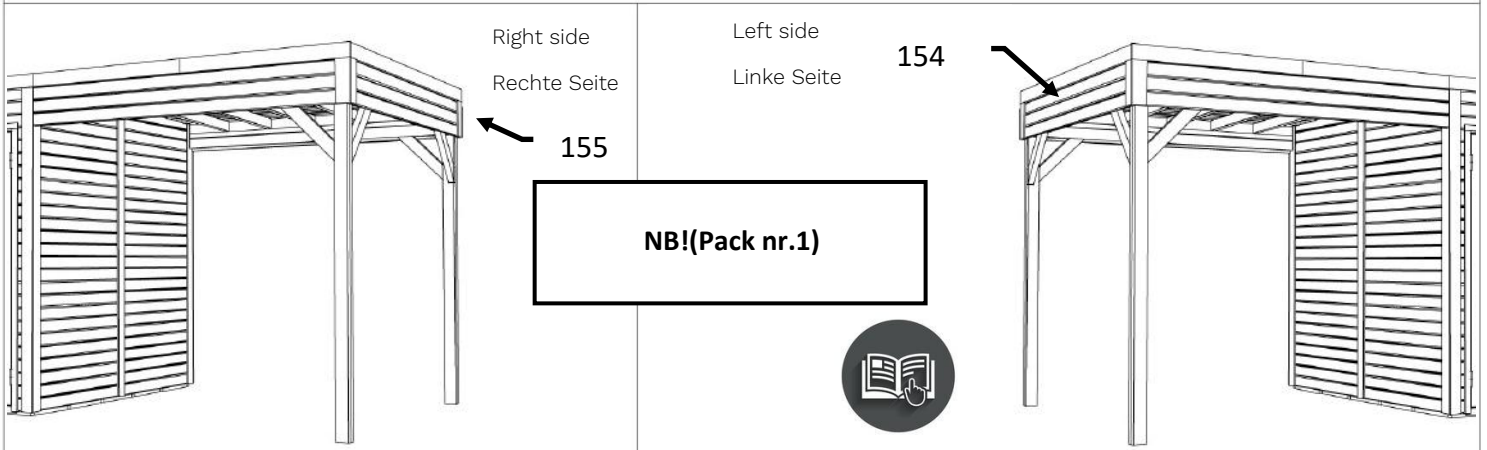 Right side
Rechte Seite
155
Left side
Linke Seite
154
NB!(Pack nr.1)